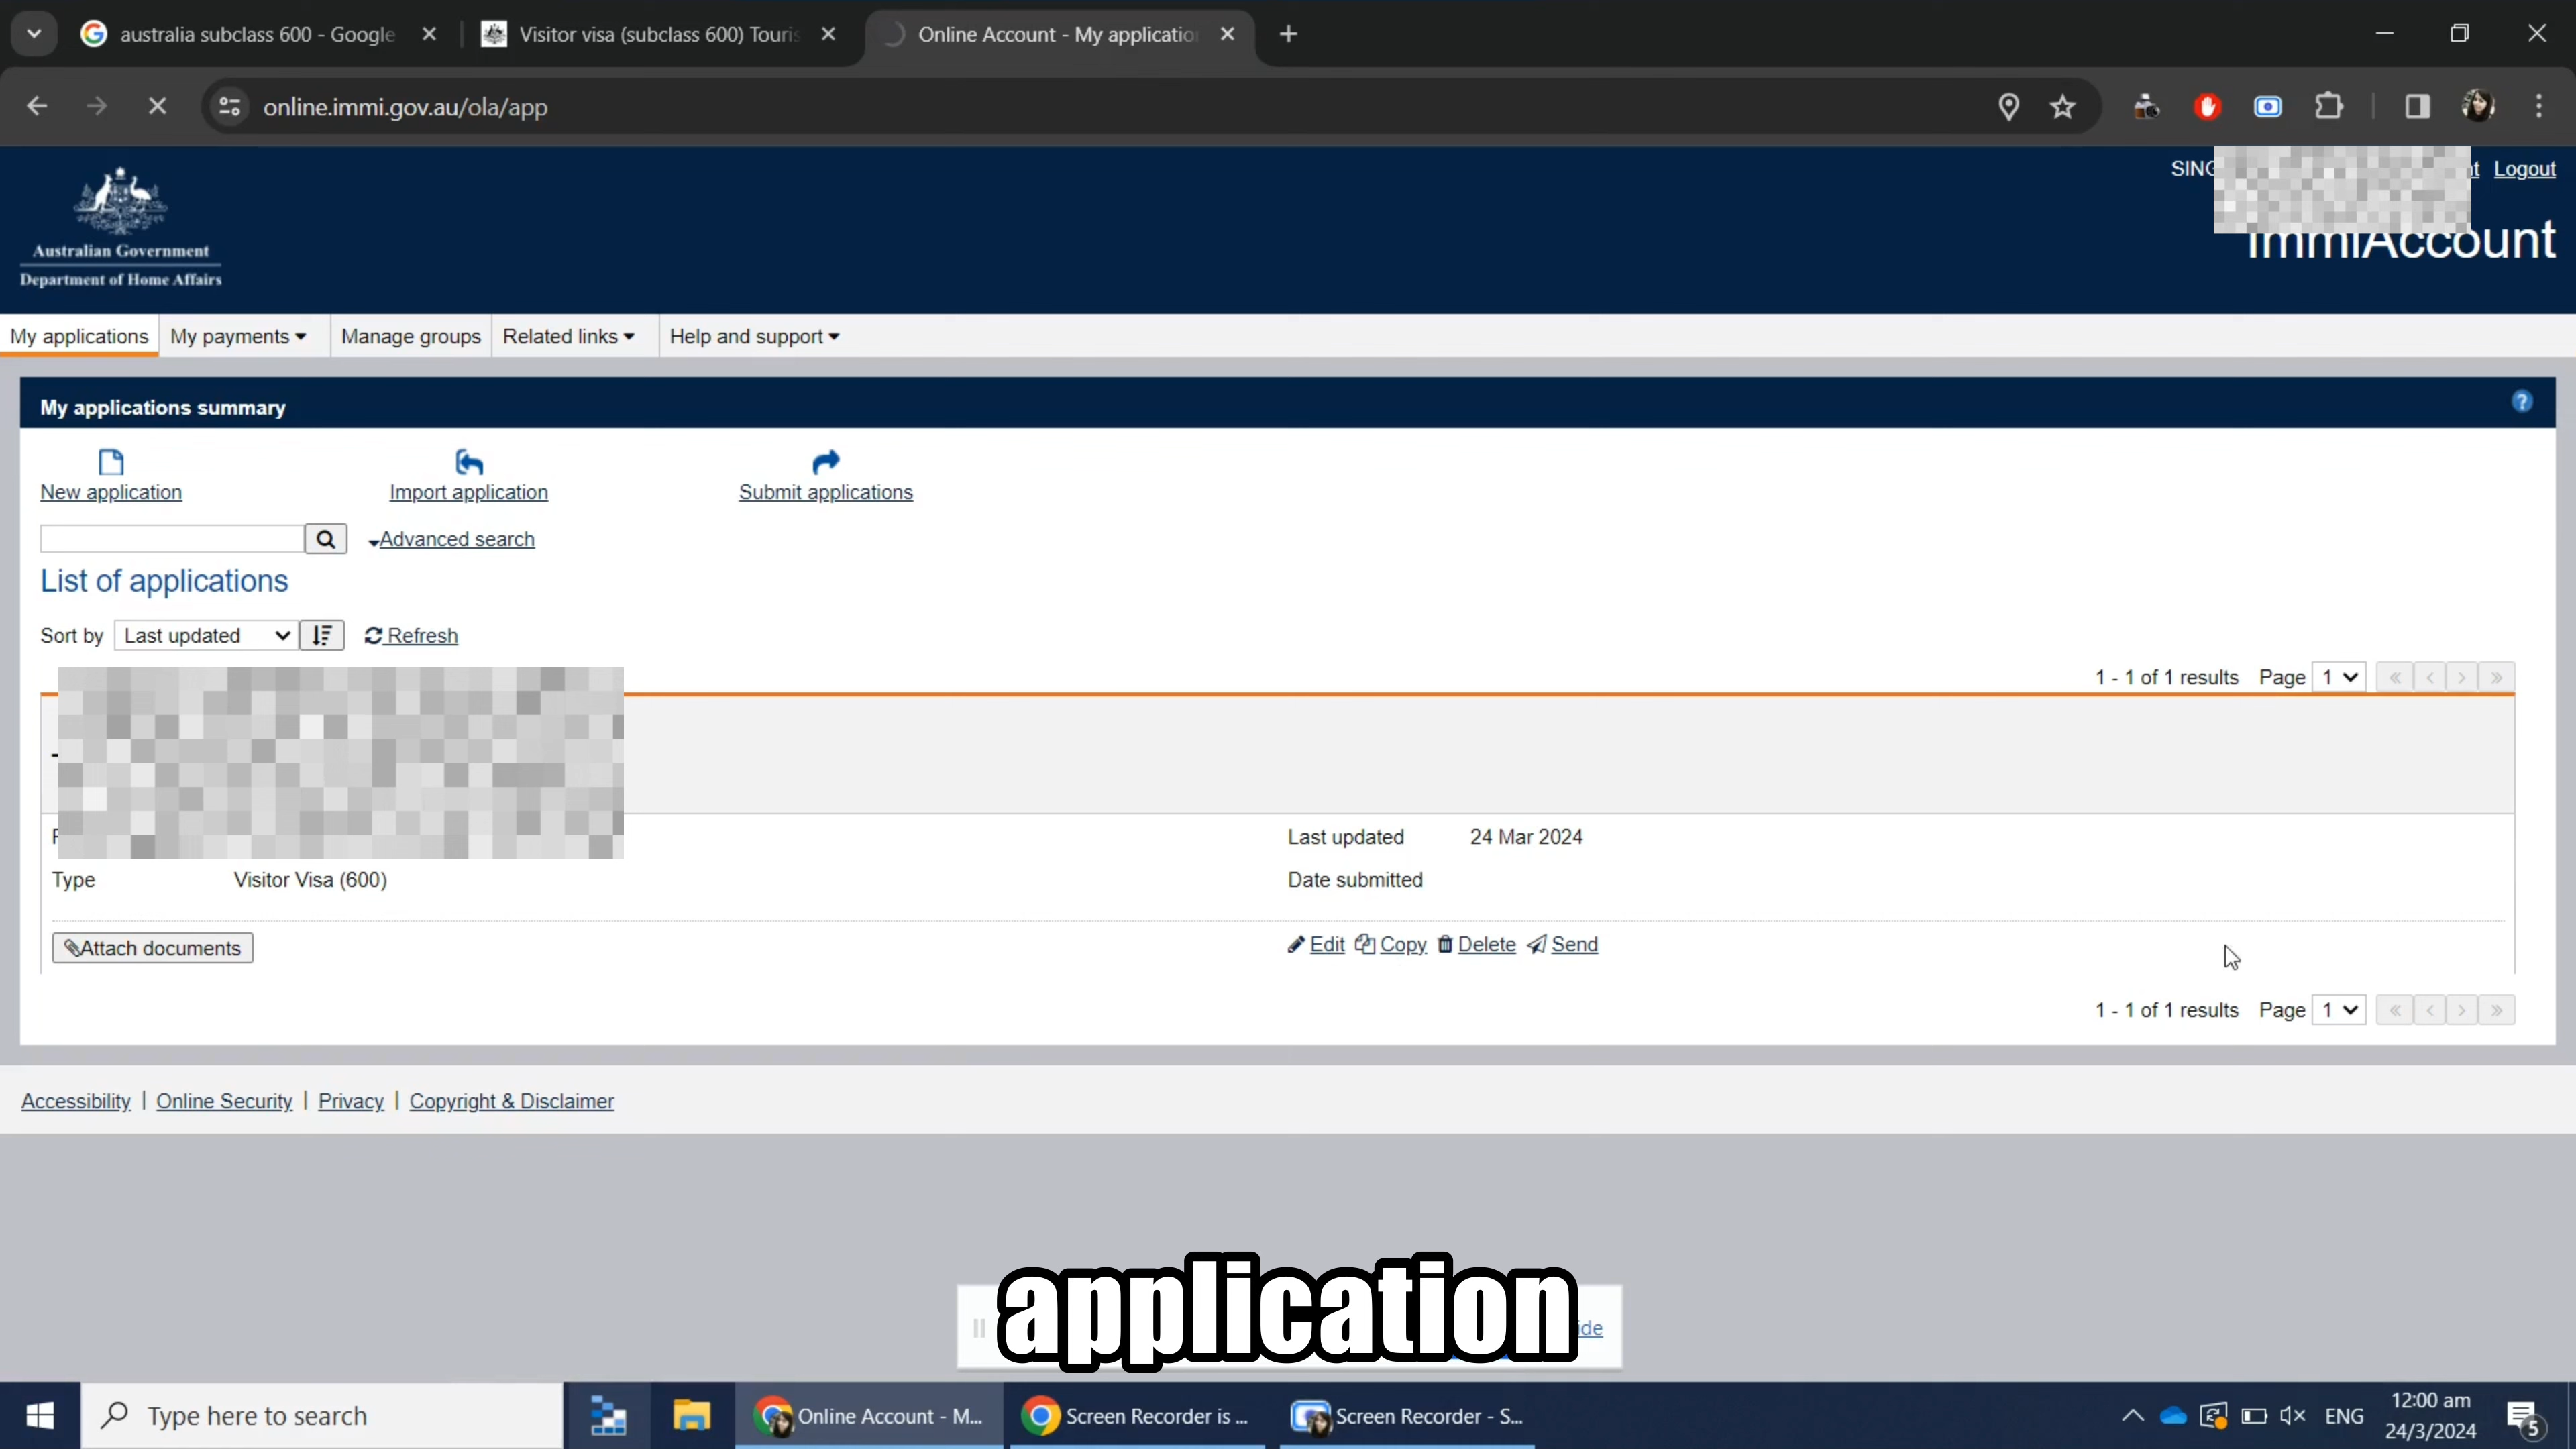 australia subclass 600 - Google
Visitor visa (subclass 600) Touris
Online Account - My applicatio
online.immi.gov.au/ola/app
SING
Logout
Australian Government
Department of Home Affairs
ImmiAccount
My applications
My payments
Manage groups
Related links
Help and support
My applications summary
?
New application
Import application
Submit applications
Advanced search
List of applications
Sort by
Last updated
Refresh
1 - 1 of 1 results Page 1 « ‹ › »
Last updated 24 Mar 2024
Type Visitor Visa (600)
Date submitted
Attach documents
Edit Copy Delete Send
1 - 1 of 1 results Page 1 « ‹ › »
Accessibility | Online Security | Privacy | Copyright & Disclaimer
application
ide
Type here to search
Online Account - M...
Screen Recorder is ...
Screen Recorder - S...
ENG
12:00 am
24/3/2024
5